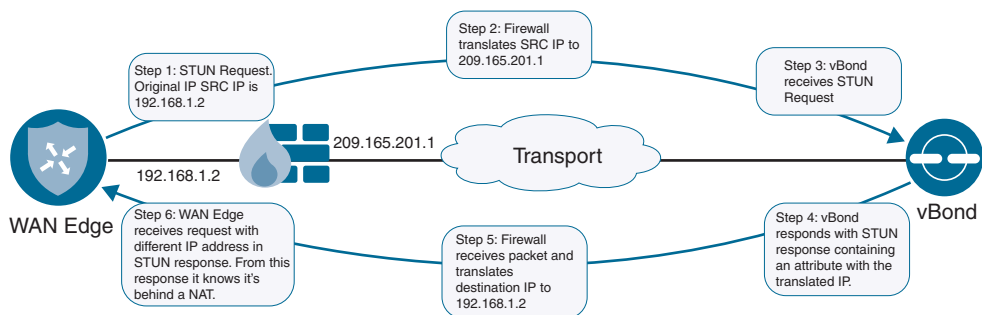 Step 2: Firewall
translates SRC IP to
209.165.201.1
Step 1: STUN Request.
Original IP SRC IP is
192.168.1.2
Step 3: vBond
receives STUN
Request
209.165.201.1
Transport
192.168.1.2
WAN Edge
vBond
Step 6: WAN Edge
receives request with
different IP address in
STUN response. From this
response it knows it's
behind a NAT.
Step 5: Firewall
receives packet and
translates
destination IP to
192.168.1.2
Step 4: vBond
responds with STUN
response containing
an attribute with the
translated IP.